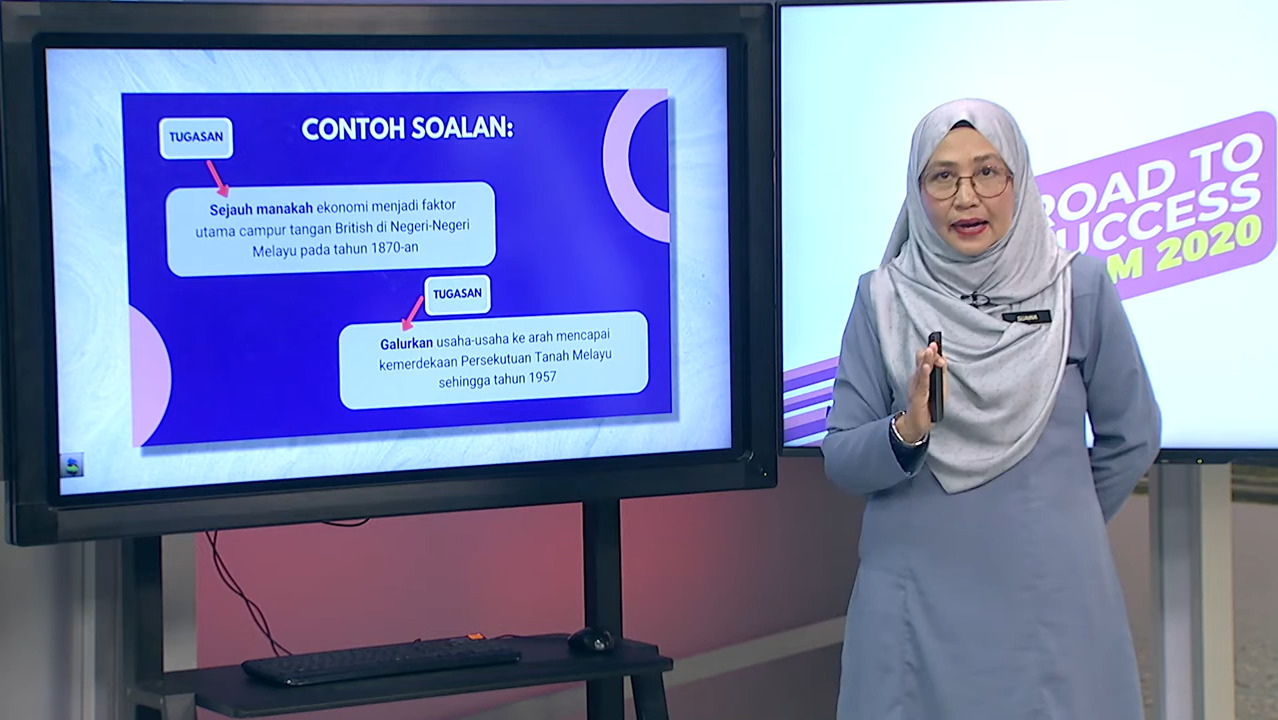 CONTOH SOALAN:
TUGASAN
Sejauh manakah ekonomi menjadi faktor
utama campur tangan British di Negeri-Negeri
Melayu pada tahun 1870-an
TUGASAN
Galurkan usaha-usaha ke arah mencapai
kemerdekaan Persekutuan Tanah Melayu
sehingga tahun 1957
ROAD TO
UCCESS
M 2020